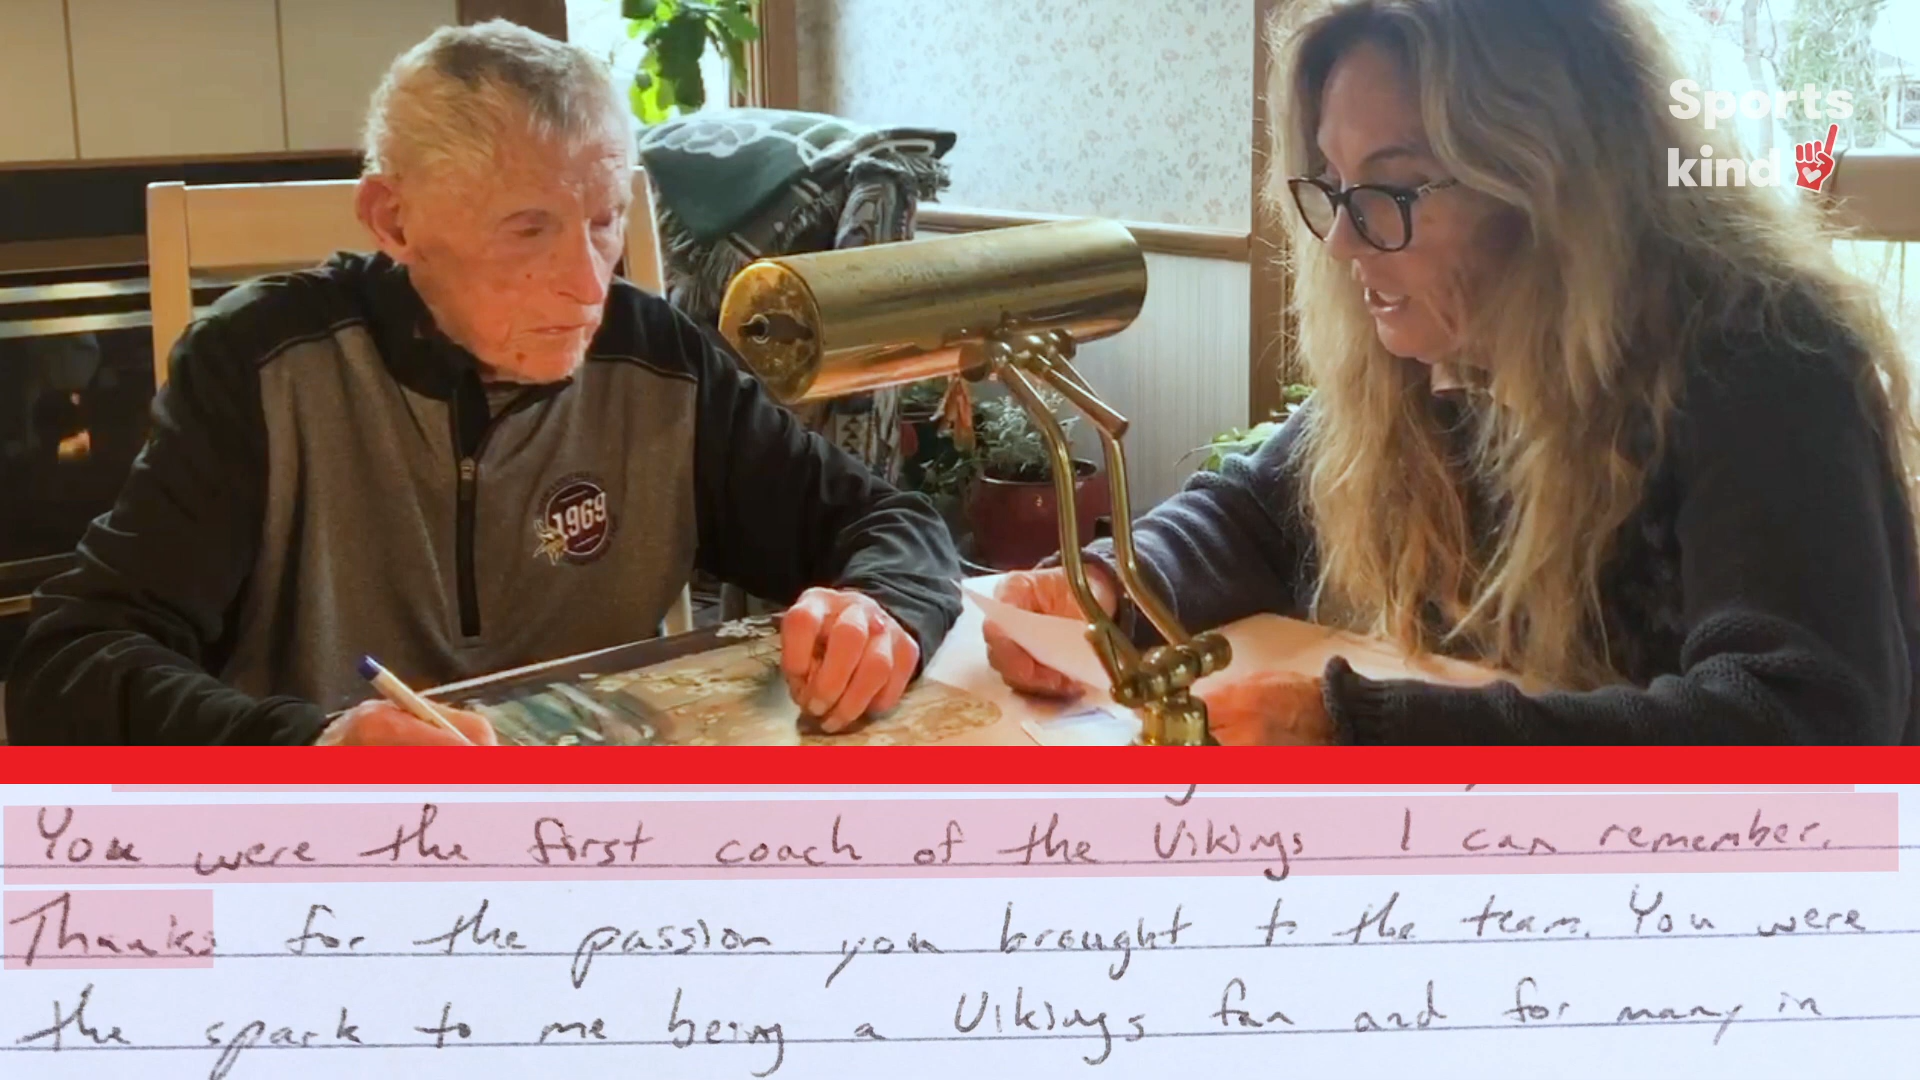 Sports
kind
1969
You were the first coach of the Vikings I can remember.
Thanks for the passion you brought to the team. You were
the spark to me being a Vikings fan and for many in